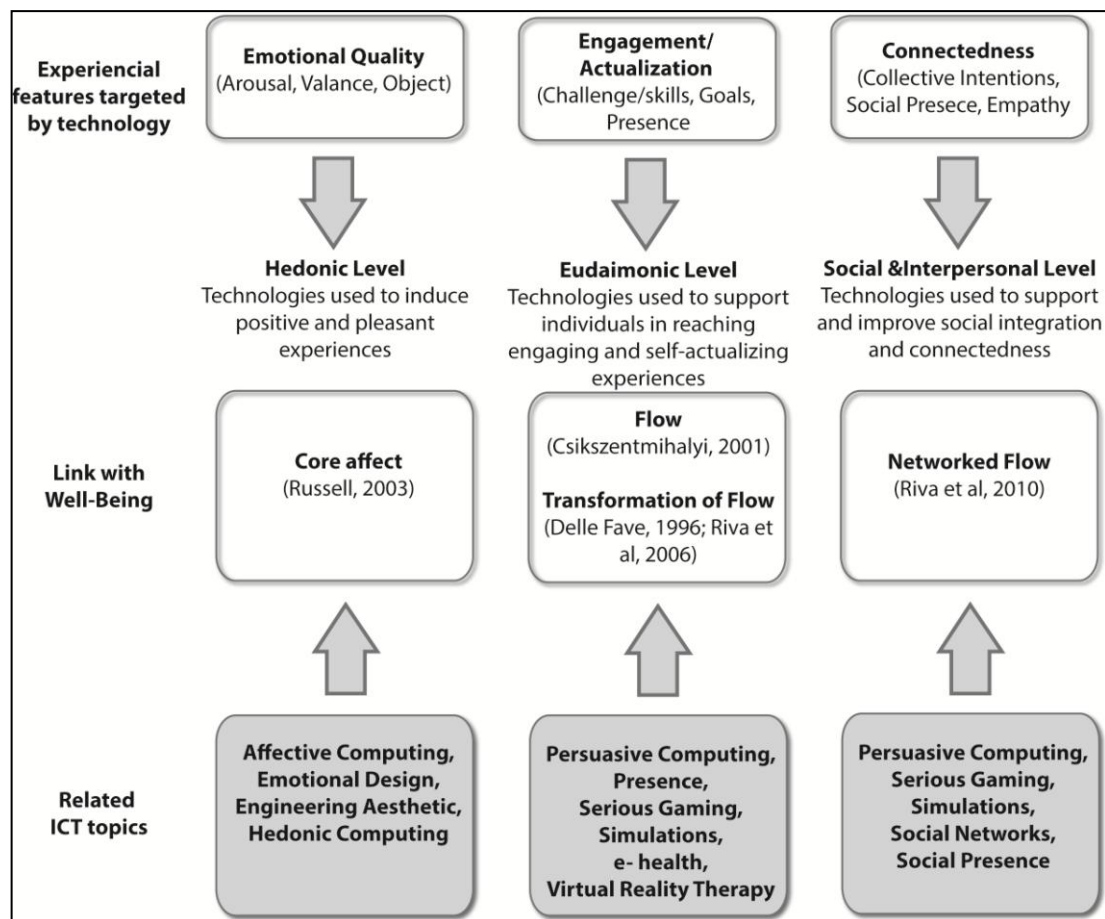 Experiencial
features targeted
by technology
Emotional Quality
(Arousal, Valance, Object)
Engagement/
Actualization
(Challenge/skills, Goals,
Presence
Connectedness
(Collective Intentions,
Social Presece, Empathy
Hedonic Level
Technologies used to induce
positive and pleasant
experiences
Eudaimonic Level
Technologies used to support
individuals in reaching
engaging and self-actualizing
experiences
Social &Interpersonal Level
Technologies used to support
and improve social integration
and connectedness
Link with
Well-Being
Core affect
(Russell, 2003)
Flow
(Csikszentmihalyi, 2001)
Transformation of Flow
(Delle Fave, 1996; Riva et
al, 2006)
Networked Flow
(Riva et al, 2010)
Related
ICT topics
Affective Computing,
Emotional Design,
Engineering Aesthetic,
Hedonic Computing
Persuasive Computing,
Presence,
Serious Gaming,
Simulations,
e- health,
Virtual Reality Therapy
Persuasive Computing,
Serious Gaming,
Simulations,
Social Networks,
Social Presence